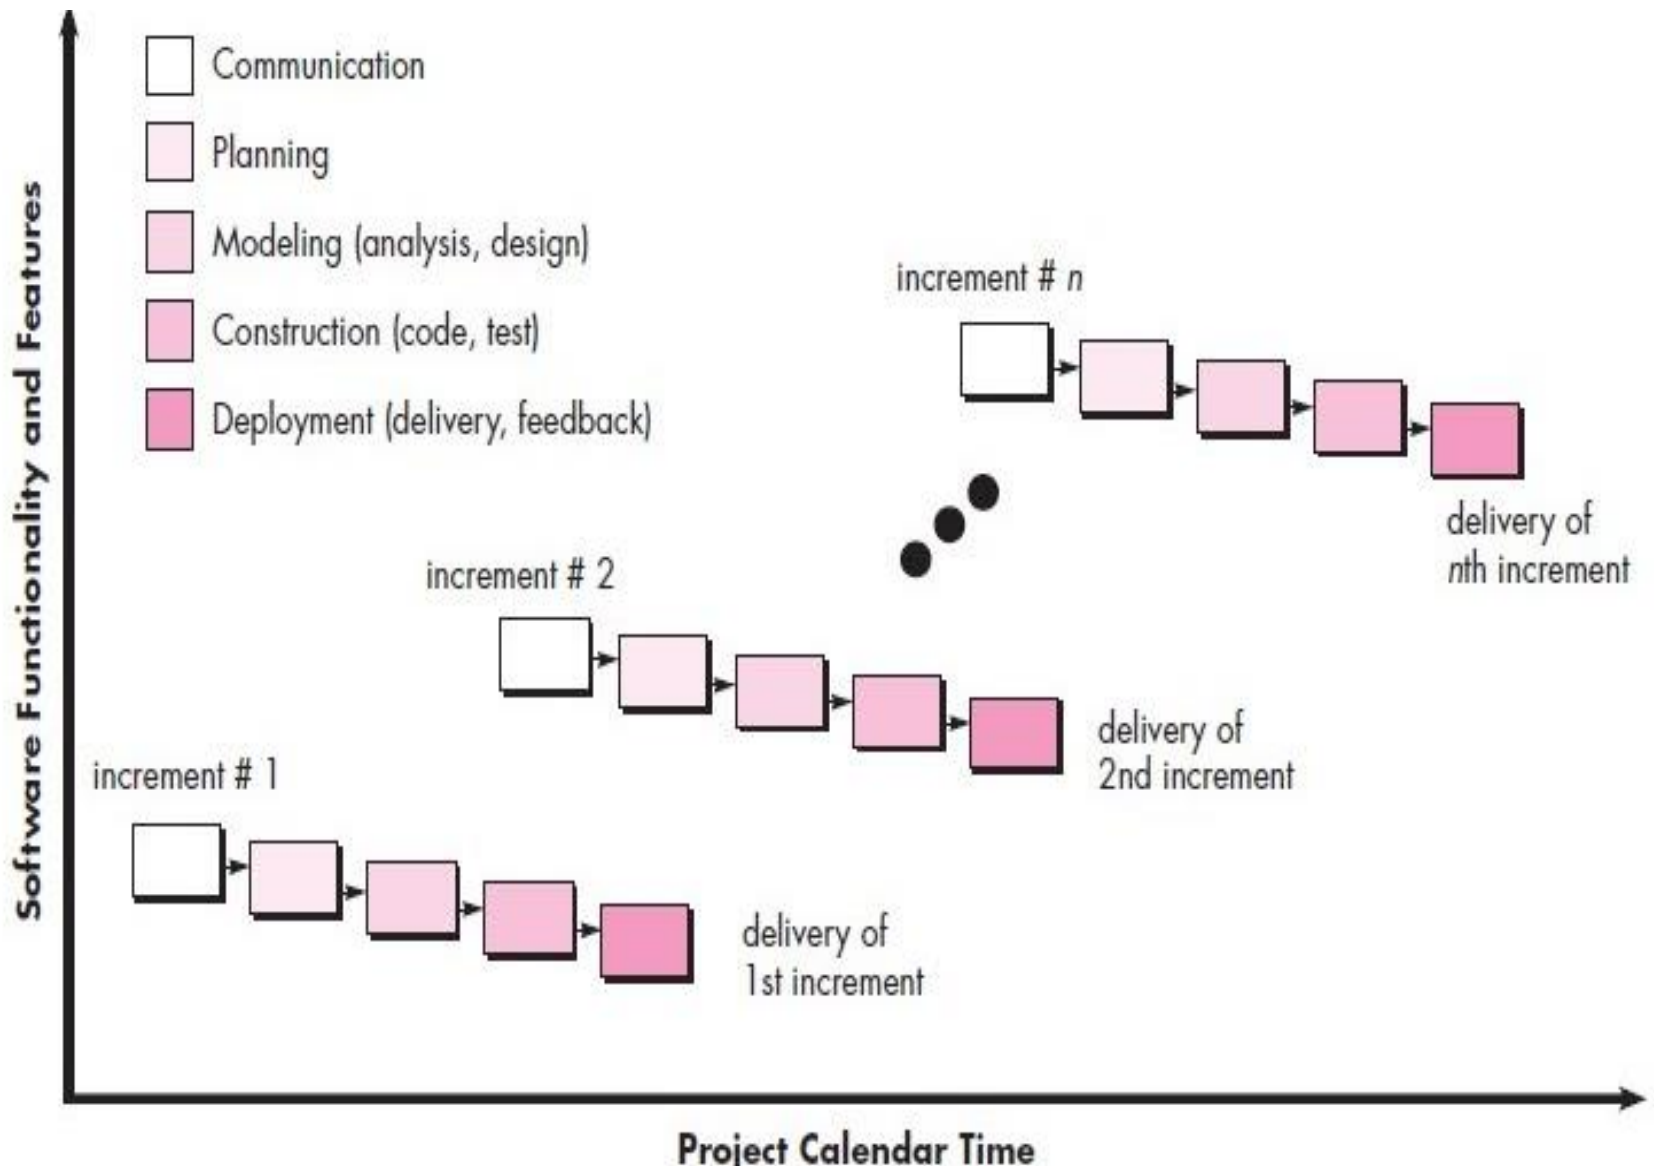 Communication
Planning
Modeling (analysis, design)
Construction (code, test)
Deployment (delivery, feedback)
Software Functionality and Features
increment # n
delivery of
nth increment
increment # 2
delivery of
2nd increment
increment # 1
delivery of
1st increment
Project Calendar Time